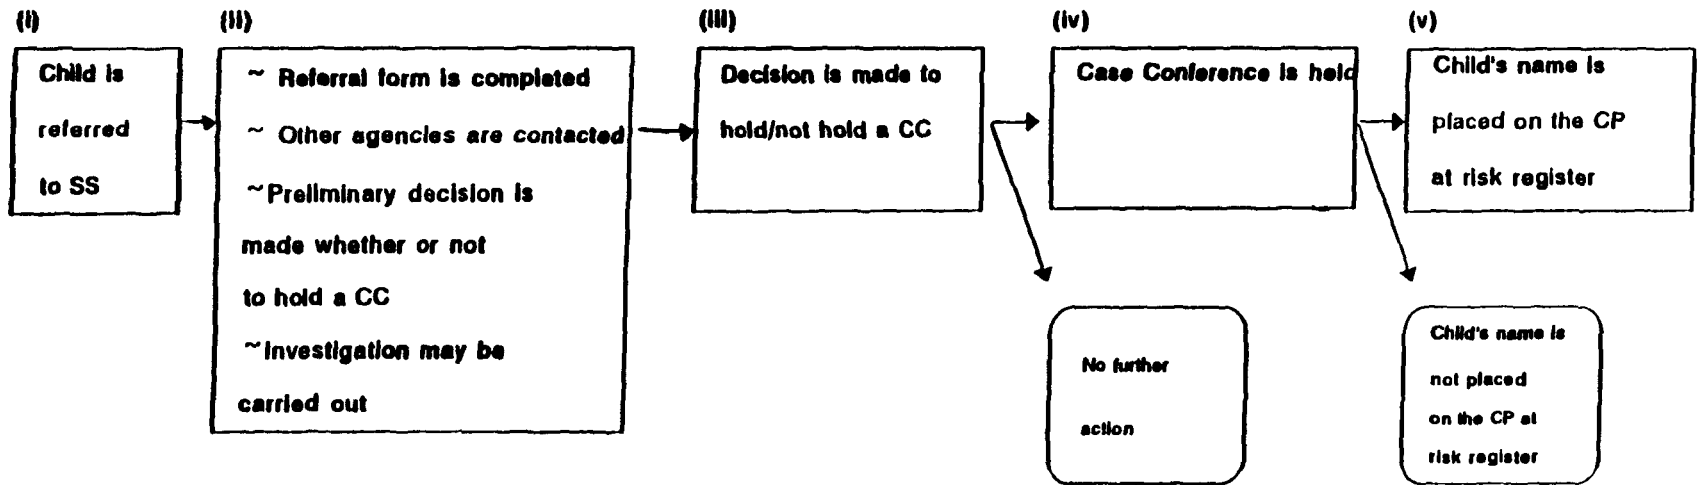 (i)
Child is
referred
to SS
(ii)
~ Referral form is completed
~ Other agencies are contacted
~Preliminary decision is
made whether or not
to hold a CC
~Investigation may be
carried out
(iii)
Decision is made to
hold/not hold a CC
(iv)
Case Conference is held
No further
action
(v)
Child's name is
placed on the CP
at risk register
Child's name is
not placed
on the CP at
risk register